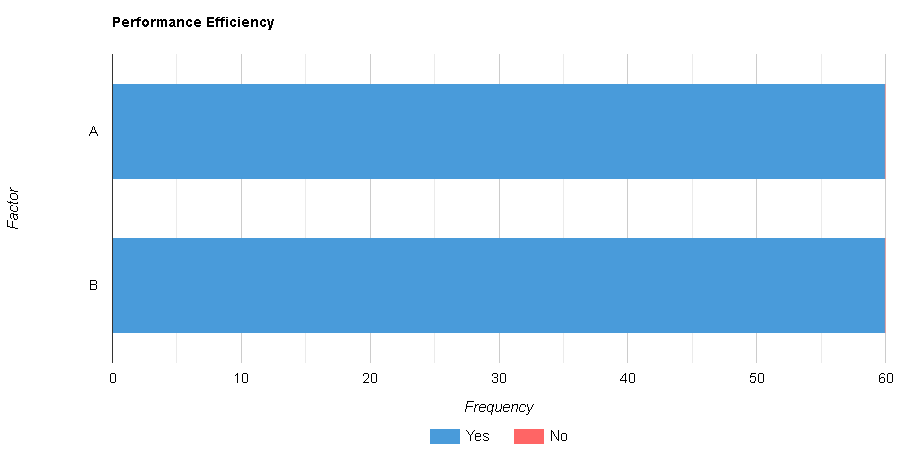 Performance Efficiency
Factor
A
B
0 10 20 30 40 50 60
Frequency
Yes No